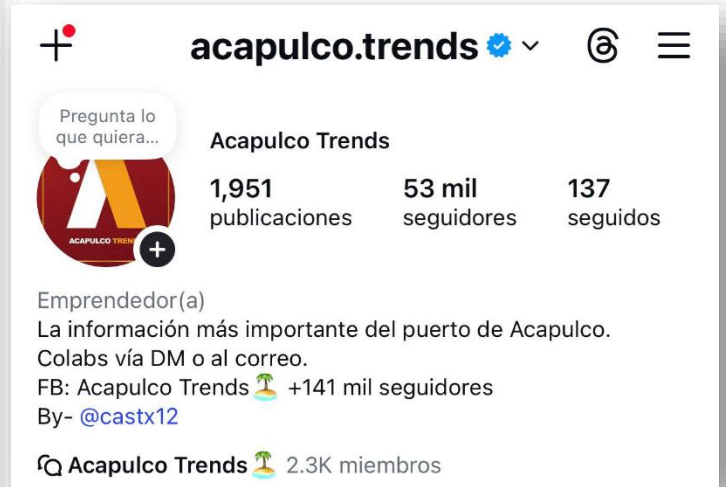 acapulco.trends
Pregunta lo
que quiera...
Acapulco Trends
1,951 53 mil 137
publicaciones seguidores seguidos
ACAPULCO TREN
Emprendedor(a)
La información más importante del puerto de Acapulco.
Colabs vía DM o al correo.
FB: Acapulco Trends🏝️ +141 mil seguidores
By- @castx12
Acapulco Trends🏝️ 2.3K miembros